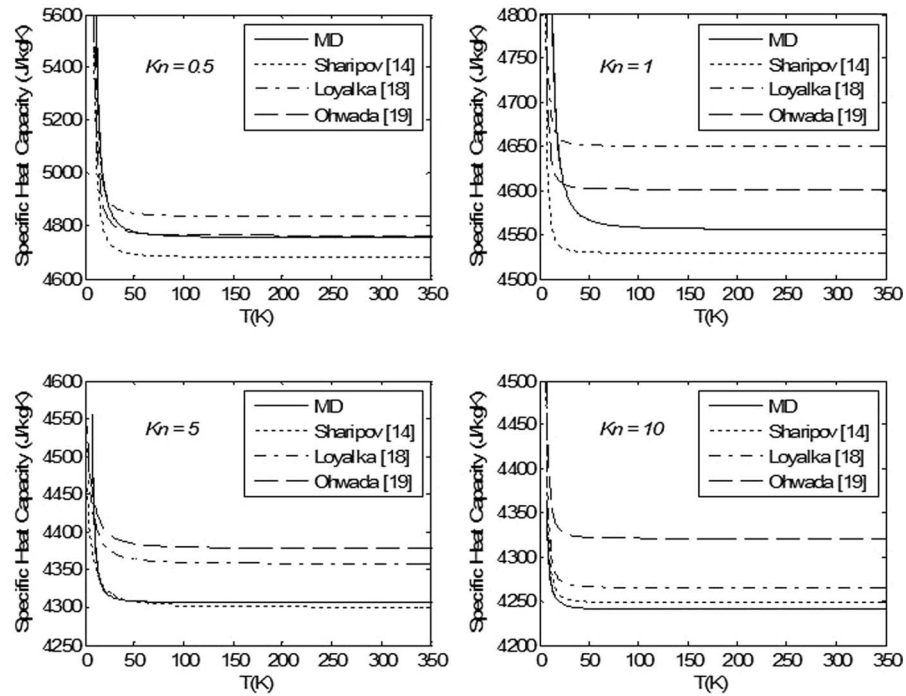 Specific Heat Capacity (J/kgK)
5600
5400
5200
5000
4800
4600
Kn = 0.5
MD
Sharipov [14]
Loyalka [18]
Ohwada [19]
0 50 100 150 200 250 300 350
T(K)
Specific Heat Capacity (J/kgK)
4800
4750
4700
4650
4600
4550
4500
Kn = 1
MD
Sharipov [14]
Loyalka [18]
Ohwada [19]
0 50 100 150 200 250 300 350
T(K)
Specific Heat Capacity (J/kgK)
4600
4550
4500
4450
4400
4350
4300
4250
Kn = 5
MD
Sharipov [14]
Loyalka [18]
Ohwada [19]
0 50 100 150 200 250 300 350
T(K)
Specific Heat Capacity (J/kgK)
4500
4450
4400
4350
4300
4250
4200
Kn = 10
MD
Sharipov [14]
Loyalka [18]
Ohwada [19]
0 50 100 150 200 250 300 350
T(K)